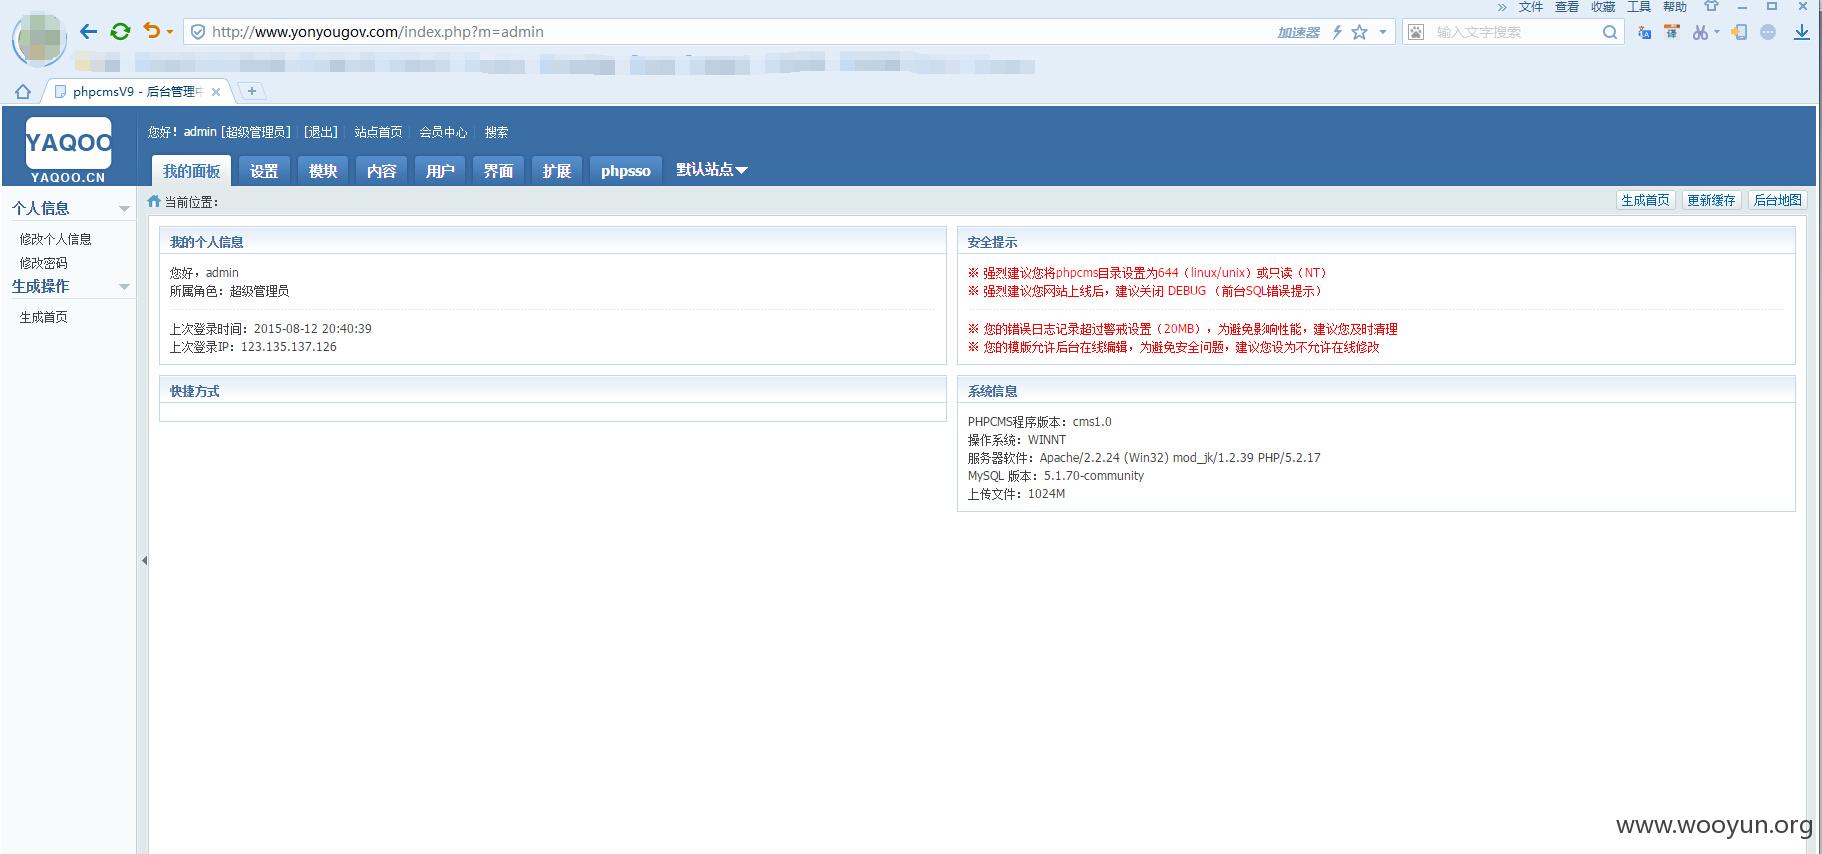 » 文件 查看 收藏 工具 帮助
http://www.yonyougov.com/index.php?m=admin 加速器 输入文字搜索
phpcmsV9 - 后台管理中
YAQOO
YAQOO.CN
您好！admin [超级管理员] [退出] 站点首页 会员中心 搜索
我的面板 设置 模块 内容 用户 界面 扩展 phpsso 默认站点
个人信息
修改个人信息
修改密码
生成操作
生成首页
当前位置：
生成首页 更新缓存 后台地图
我的个人信息
您好，admin
所属角色：超级管理员
上次登录时间：2015-08-12 20:40:39
上次登录IP：123.135.137.126
快捷方式
安全提示
※ 强烈建议您将phpcms目录设置为644（linux/unix）或只读（NT）
※ 强烈建议您网站上线后，建议关闭 DEBUG （前台SQL错误提示）
※ 您的错误日志记录超过警戒设置（20MB），为避免影响性能，建议您及时清理
※ 您的模版允许后台在线编辑，为避免安全问题，建议您设为不允许在线修改
系统信息
PHPCMS程序版本：cms1.0
操作系统：WINNT
服务器软件：Apache/2.2.24 (Win32) mod_jk/1.2.39 PHP/5.2.17
MySQL 版本：5.1.70-community
上传文件：1024M
www.wooyun.org